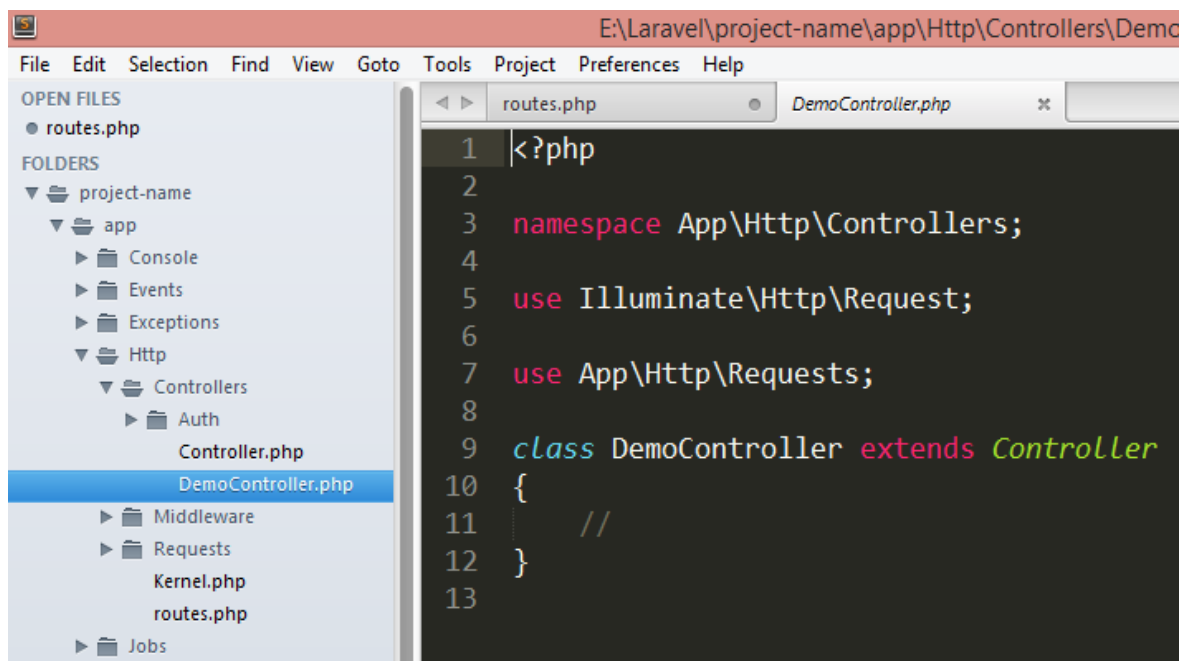 E:\Laravel\project-name\app\Http\Controllers\Demo
File Edit Selection Find View Goto Tools Project Preferences Help
OPEN FILES
routes.php
FOLDERS
project-name
app
Console
Events
Exceptions
Http
Controllers
Auth
Controller.php
DemoController.php
Middleware
Requests
Kernel.php
routes.php
Jobs
routes.php DemoController.php
1 <?php
2
3 namespace App\Http\Controllers;
4
5 use Illuminate\Http\Request;
6
7 use App\Http\Requests;
8
9 class DemoController extends Controller
10 {
11     //
12 }
13